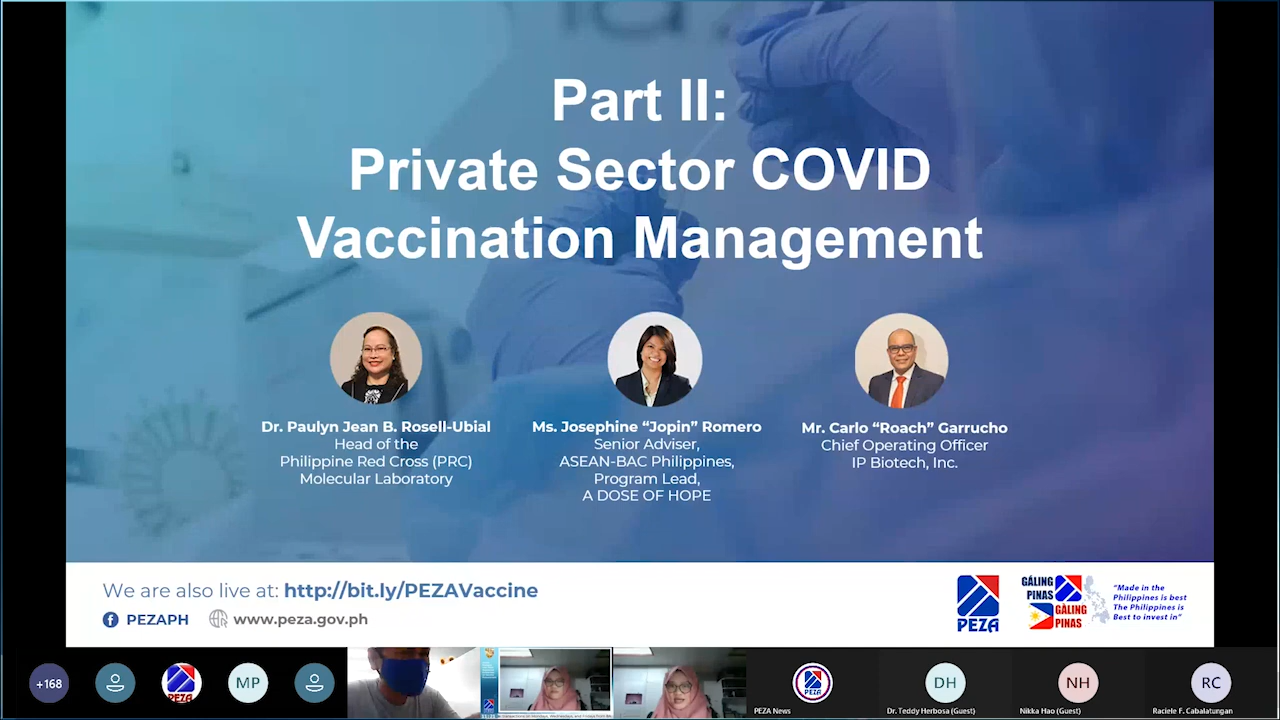 Part II:
Private Sector COVID
Vaccination Management
Dr. Paulyn Jean B. Rosell-Ubial
Head of the
Philippine Red Cross (PRC)
Molecular Laboratory
Ms. Josephine “Jopin” Romero
Senior Adviser,
ASEAN-BAC Philippines,
Program Lead,
A DOSE OF HOPE
Mr. Carlo “Roach” Garrucho
Chief Operating Officer
IP Biotech, Inc.
We are also live at: http://bit.ly/PEZAVaccine
PEZAPH www.peza.gov.ph
PEZA
GALING
PINAS
GALING
PINAS
“Made in the
Philippines is best
The Philippines is
Best to invest in”
+168
PEZA
MP
PEZA
PEZA News
DH
Dr. Teddy Herbosa (Guest)
NH
Nikka Hao (Guest)
RC
Raciele F. Cabalatungan